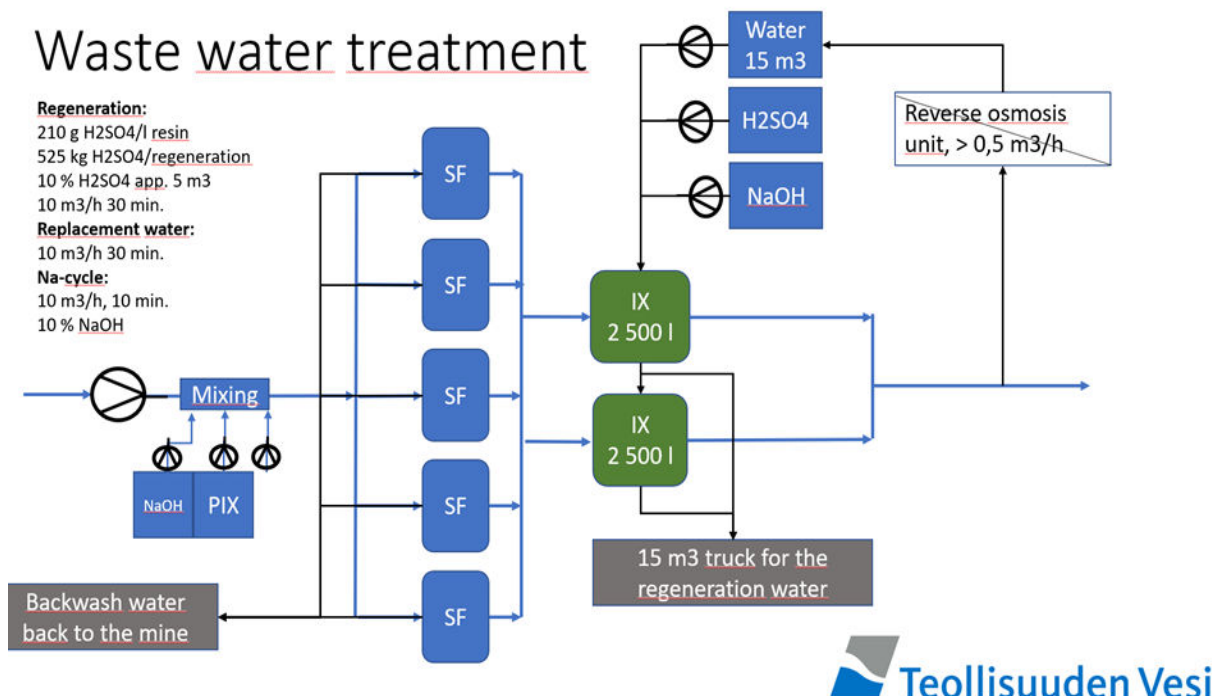 Waste water treatment
Regeneration:
210 g H2SO4/l resin
525 kg H2SO4/regeneration
10 % H2SO4 app. 5 m3
10 m3/h 30 min.
Replacement water:
10 m3/h 30 min.
Na-cycle:
10 m3/h, 10 min.
10 % NaOH
Mixing
NaOH
PIX
Backwash water
back to the mine
SF
SF
SF
SF
SF
Water
15 m3
H2SO4
NaOH
Reverse osmosis
unit, > 0,5 m3/h
IX
2 500 l
IX
2 500 l
15 m3 truck for the
regeneration water
Teollisuuden Vesi